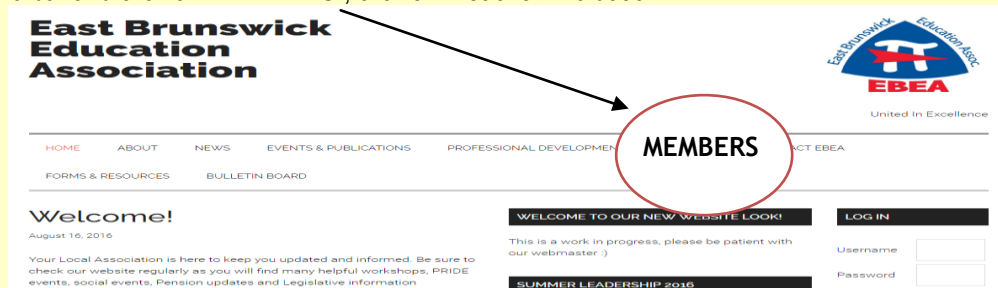 East Brunswick
Education
Association
East Brunswick Education Assoc.
EBEA
United In Excellence
HOME ABOUT NEWS EVENTS & PUBLICATIONS PROFESSIONAL DEVELOPMEN MEMBERS ACT EBEA
FORMS & RESOURCES BULLETIN BOARD
Welcome!
August 16, 2016
Your Local Association is here to keep you updated and informed. Be sure to
check our website regularly as you will find many helpful workshops, PRIDE
events, social events, Pension updates and Legislative information
WELCOME TO OUR NEW WEBSITE LOOK!
This is a work in progress, please be patient with
our webmaster :)
SUMMER LEADERSHIP 2016
LOG IN
Username
Password